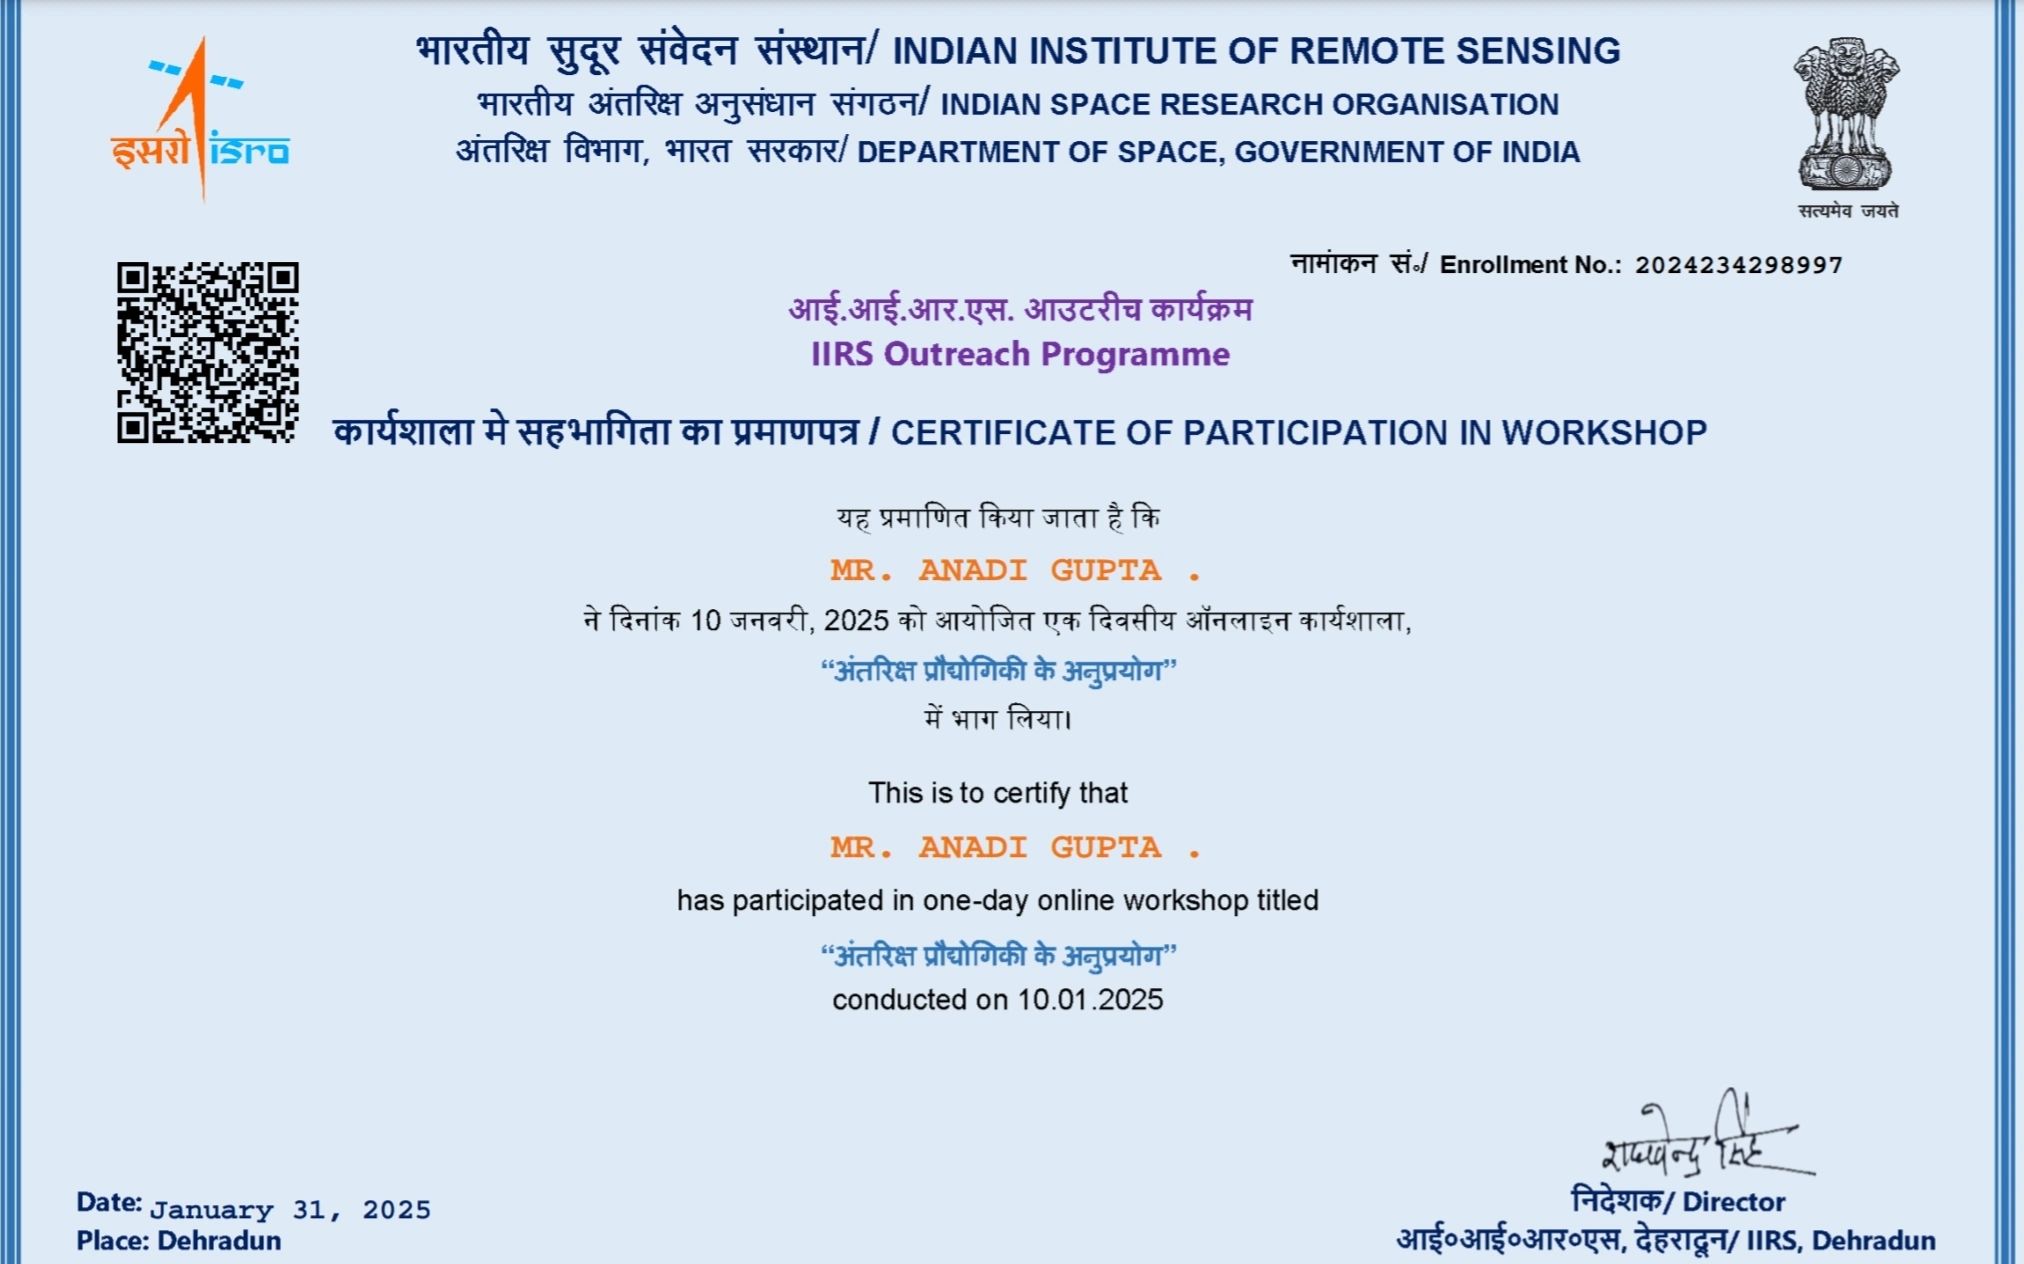 भारतीय सुदूर संवेदन संस्थान/ INDIAN INSTITUTE OF REMOTE SENSING
भारतीय अंतरिक्ष अनुसंधान संगठन/ INDIAN SPACE RESEARCH ORGANISATION
अंतरिक्ष विभाग, भारत सरकार/ DEPARTMENT OF SPACE, GOVERNMENT OF INDIA
इसरो isro
सत्यमेव जयते
नामांकन सं॰/ Enrollment No.: 2024234298997
आई.आई.आर.एस. आउटरीच कार्यक्रम
IIRS Outreach Programme
कार्यशाला मे सहभागिता का प्रमाणपत्र / CERTIFICATE OF PARTICIPATION IN WORKSHOP
यह प्रमाणित किया जाता है कि
MR. ANADI GUPTA .
ने दिनांक 10 जनवरी, 2025 को आयोजित एक दिवसीय ऑनलाइन कार्यशाला,
“अंतरिक्ष प्रौद्योगिकी के अनुप्रयोग”
में भाग लिया।
This is to certify that
MR. ANADI GUPTA .
has participated in one-day online workshop titled
“अंतरिक्ष प्रौद्योगिकी के अनुप्रयोग”
conducted on 10.01.2025
राघवेन्द्र सिंह
Date: January 31, 2025
Place: Dehradun
निदेशक/ Director
आई॰आई॰आर॰एस, देहरादून/ IIRS, Dehradun